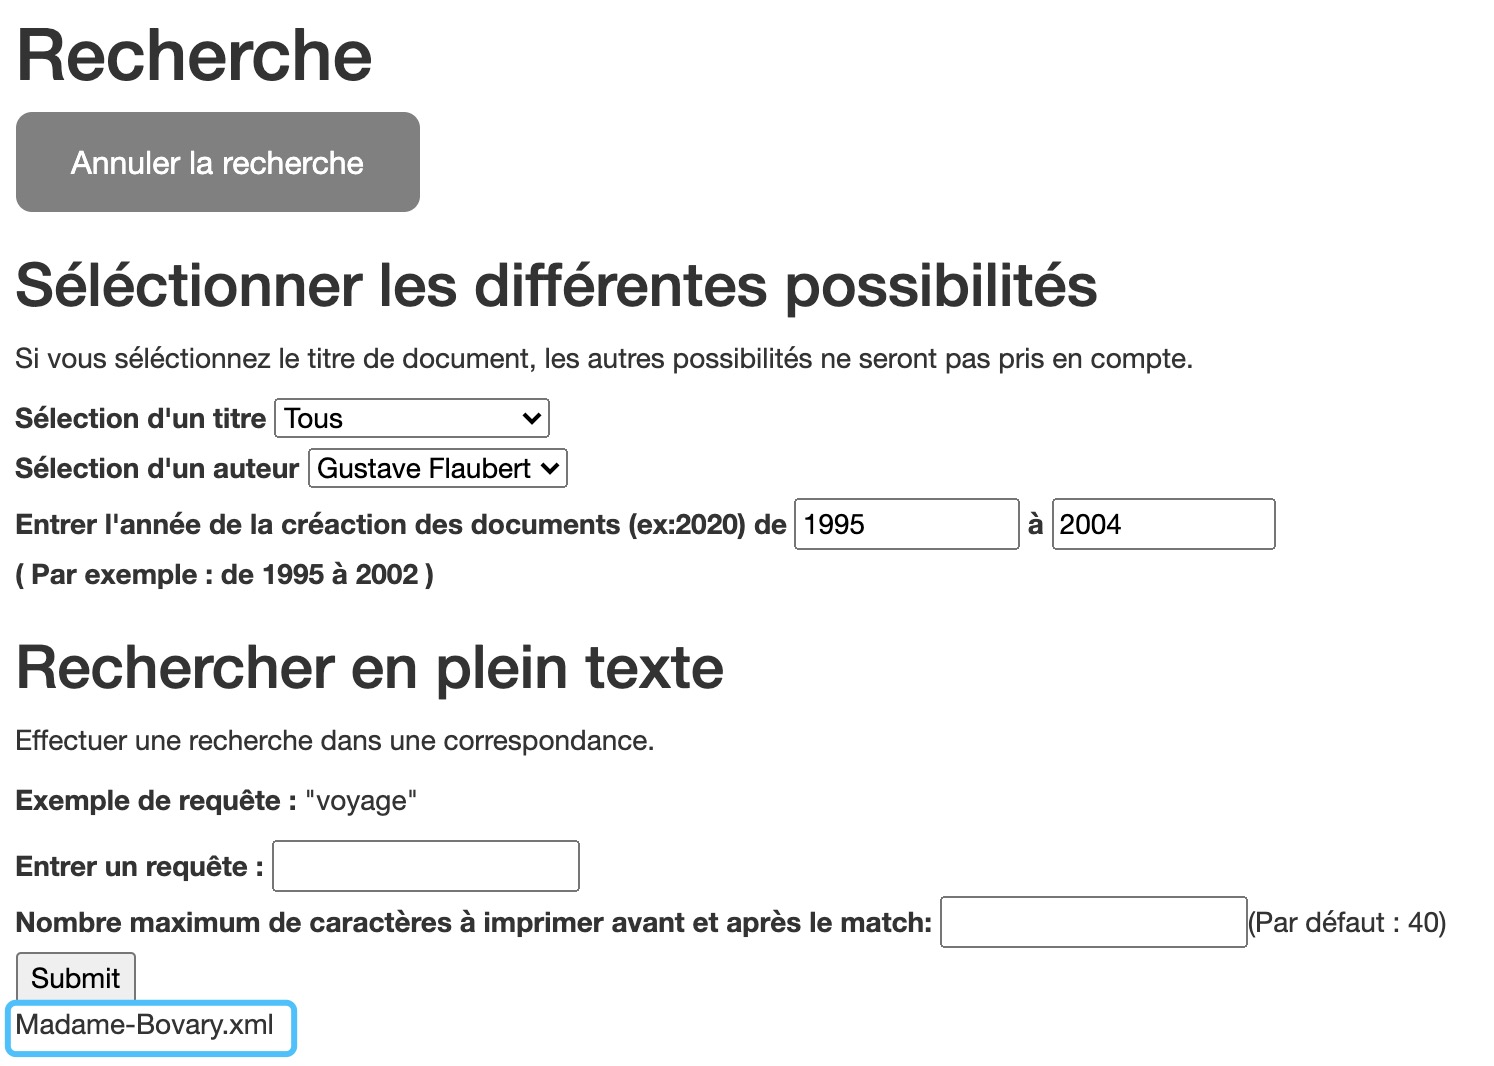 Recherche
Annuler la recherche
Séléctionner les différentes possibilités
Si vous séléctionnez le titre de document, les autres possibilités ne seront pas pris en compte.
Sélection d'un titre Tous
Sélection d'un auteur Gustave Flaubert
Entrer l'année de la créaction des documents (ex:2020) de 1995 à 2004
( Par exemple : de 1995 à 2002 )
Rechercher en plein texte
Effectuer une recherche dans une correspondance.
Exemple de requête : "voyage"
Entrer un requête :
Nombre maximum de caractères à imprimer avant et après le match: (Par défaut : 40)
Submit
Madame-Bovary.xml